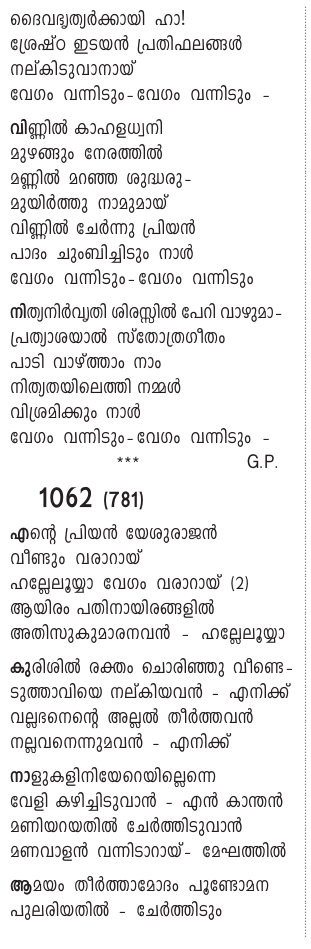 ദൈവഭൃത്യർക്കായി ഹാ!
ശ്രേഷ്ഠ ഇടയൻ പ്രതിഫലങ്ങൾ
നല്കിടുവാനായ്
വേഗം വന്നിടും-വേഗം വന്നിടും -
വിണ്ണിൽ കാഹളധ്വനി
മുഴങ്ങും നേരത്തിൽ
മണ്ണിൽ മറഞ്ഞ ശുദ്ധരു-
മുയിർത്തു നാമുമായ്
വിണ്ണിൽ ചേർന്നു പ്രിയൻ
പാദം ചുംബിച്ചിടും നാൾ
വേഗം വന്നിടും-വേഗം വന്നിടും
നിത്യനിർവൃതി ശിരസ്സിൽ പേറി വാഴുമാ-
പ്രത്യാശയാൽ സ്തോത്രഗീതം
പാടി വാഴ്ത്താം നാം
നിത്യതയിലെത്തി നമ്മൾ
വിശ്രമിക്കും നാൾ
വേഗം വന്നിടും-വേഗം വന്നിടും -
*** G.P.
1062 (781)
എന്റെ പ്രിയൻ യേശുരാജൻ
വീണ്ടും വരാറായ്
ഹല്ലേലൂയ്യാ വേഗം വരാറായ് (2)
ആയിരം പതിനായിരങ്ങളിൽ
അതിസുകുമാരനവൻ - ഹല്ലേലൂയ്യാ
കുരിശിൽ രക്തം ചൊരിഞ്ഞു വീണ്ടെ-
ടുത്താവിയെ നല്കിയവൻ - എനിക്ക്
വല്ലഭനെന്റെ അല്ലൽ തീർത്തവൻ
നല്ലവനെന്നുമവൻ - എനിക്ക്
നാളുകളിനിയേറെയില്ലെന്നെ
വേളി കഴിച്ചിടുവാൻ - എൻ കാന്തൻ
മണിയറയതിൽ ചേർത്തിടുവാൻ
മണവാളൻ വന്നിടാറായ്- മേഘത്തിൽ
ആമയം തീർത്താമോദം പൂണ്ടോമന
പുലരിയതിൽ - ചേർത്തിടും